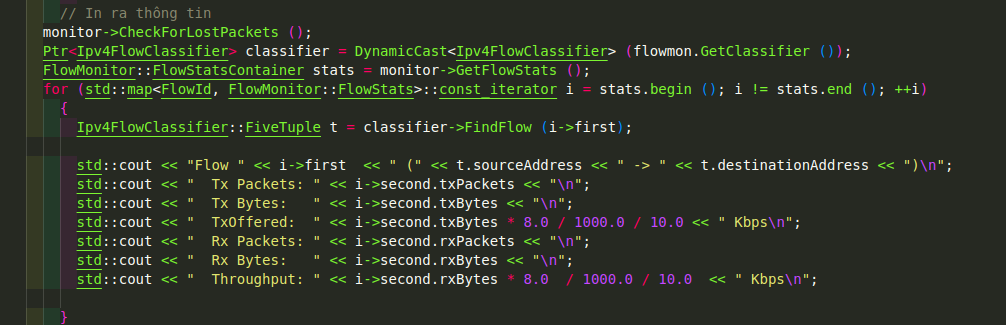 // In ra thông tin
monitor->CheckForLostPackets ();
Ptr<Ipv4FlowClassifier> classifier = DynamicCast<Ipv4FlowClassifier> (flowmon.GetClassifier ());
FlowMonitor::FlowStatsContainer stats = monitor->GetFlowStats ();
for (std::map<FlowId, FlowMonitor::FlowStats>::const_iterator i = stats.begin (); i != stats.end (); ++i)
{
Ipv4FlowClassifier::FiveTuple t = classifier->FindFlow (i->first);
std::cout << "Flow " << i->first  << " (" << t.sourceAddress << " -> " << t.destinationAddress << ")\n";
std::cout << "  Tx Packets: " << i->second.txPackets << "\n";
std::cout << "  Tx Bytes:   " << i->second.txBytes << "\n";
std::cout << "  TxOffered:  " << i->second.txBytes * 8.0 / 1000.0 / 10.0 << " Kbps\n";
std::cout << "  Rx Packets: " << i->second.rxPackets << "\n";
std::cout << "  Rx Bytes:   " << i->second.rxBytes << "\n";
std::cout << "  Throughput: " << i->second.rxBytes * 8.0  / 1000.0 / 10.0  << " Kbps\n";
}